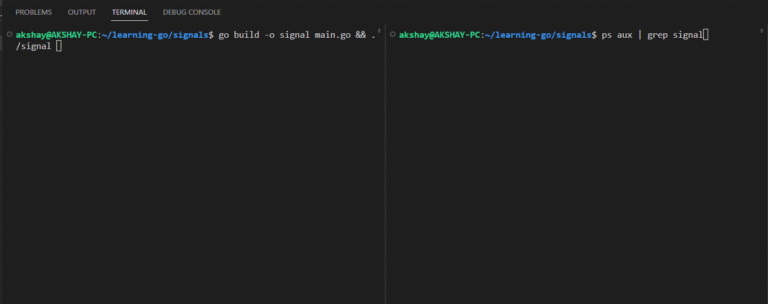 PROBLEMS OUTPUT TERMINAL DEBUG CONSOLE
akshay@AKSHAY-PC:~/learning-go/signals$ go build -o signal main.go && .
/signal
akshay@AKSHAY-PC:~/learning-go/signals$ ps aux | grep signal